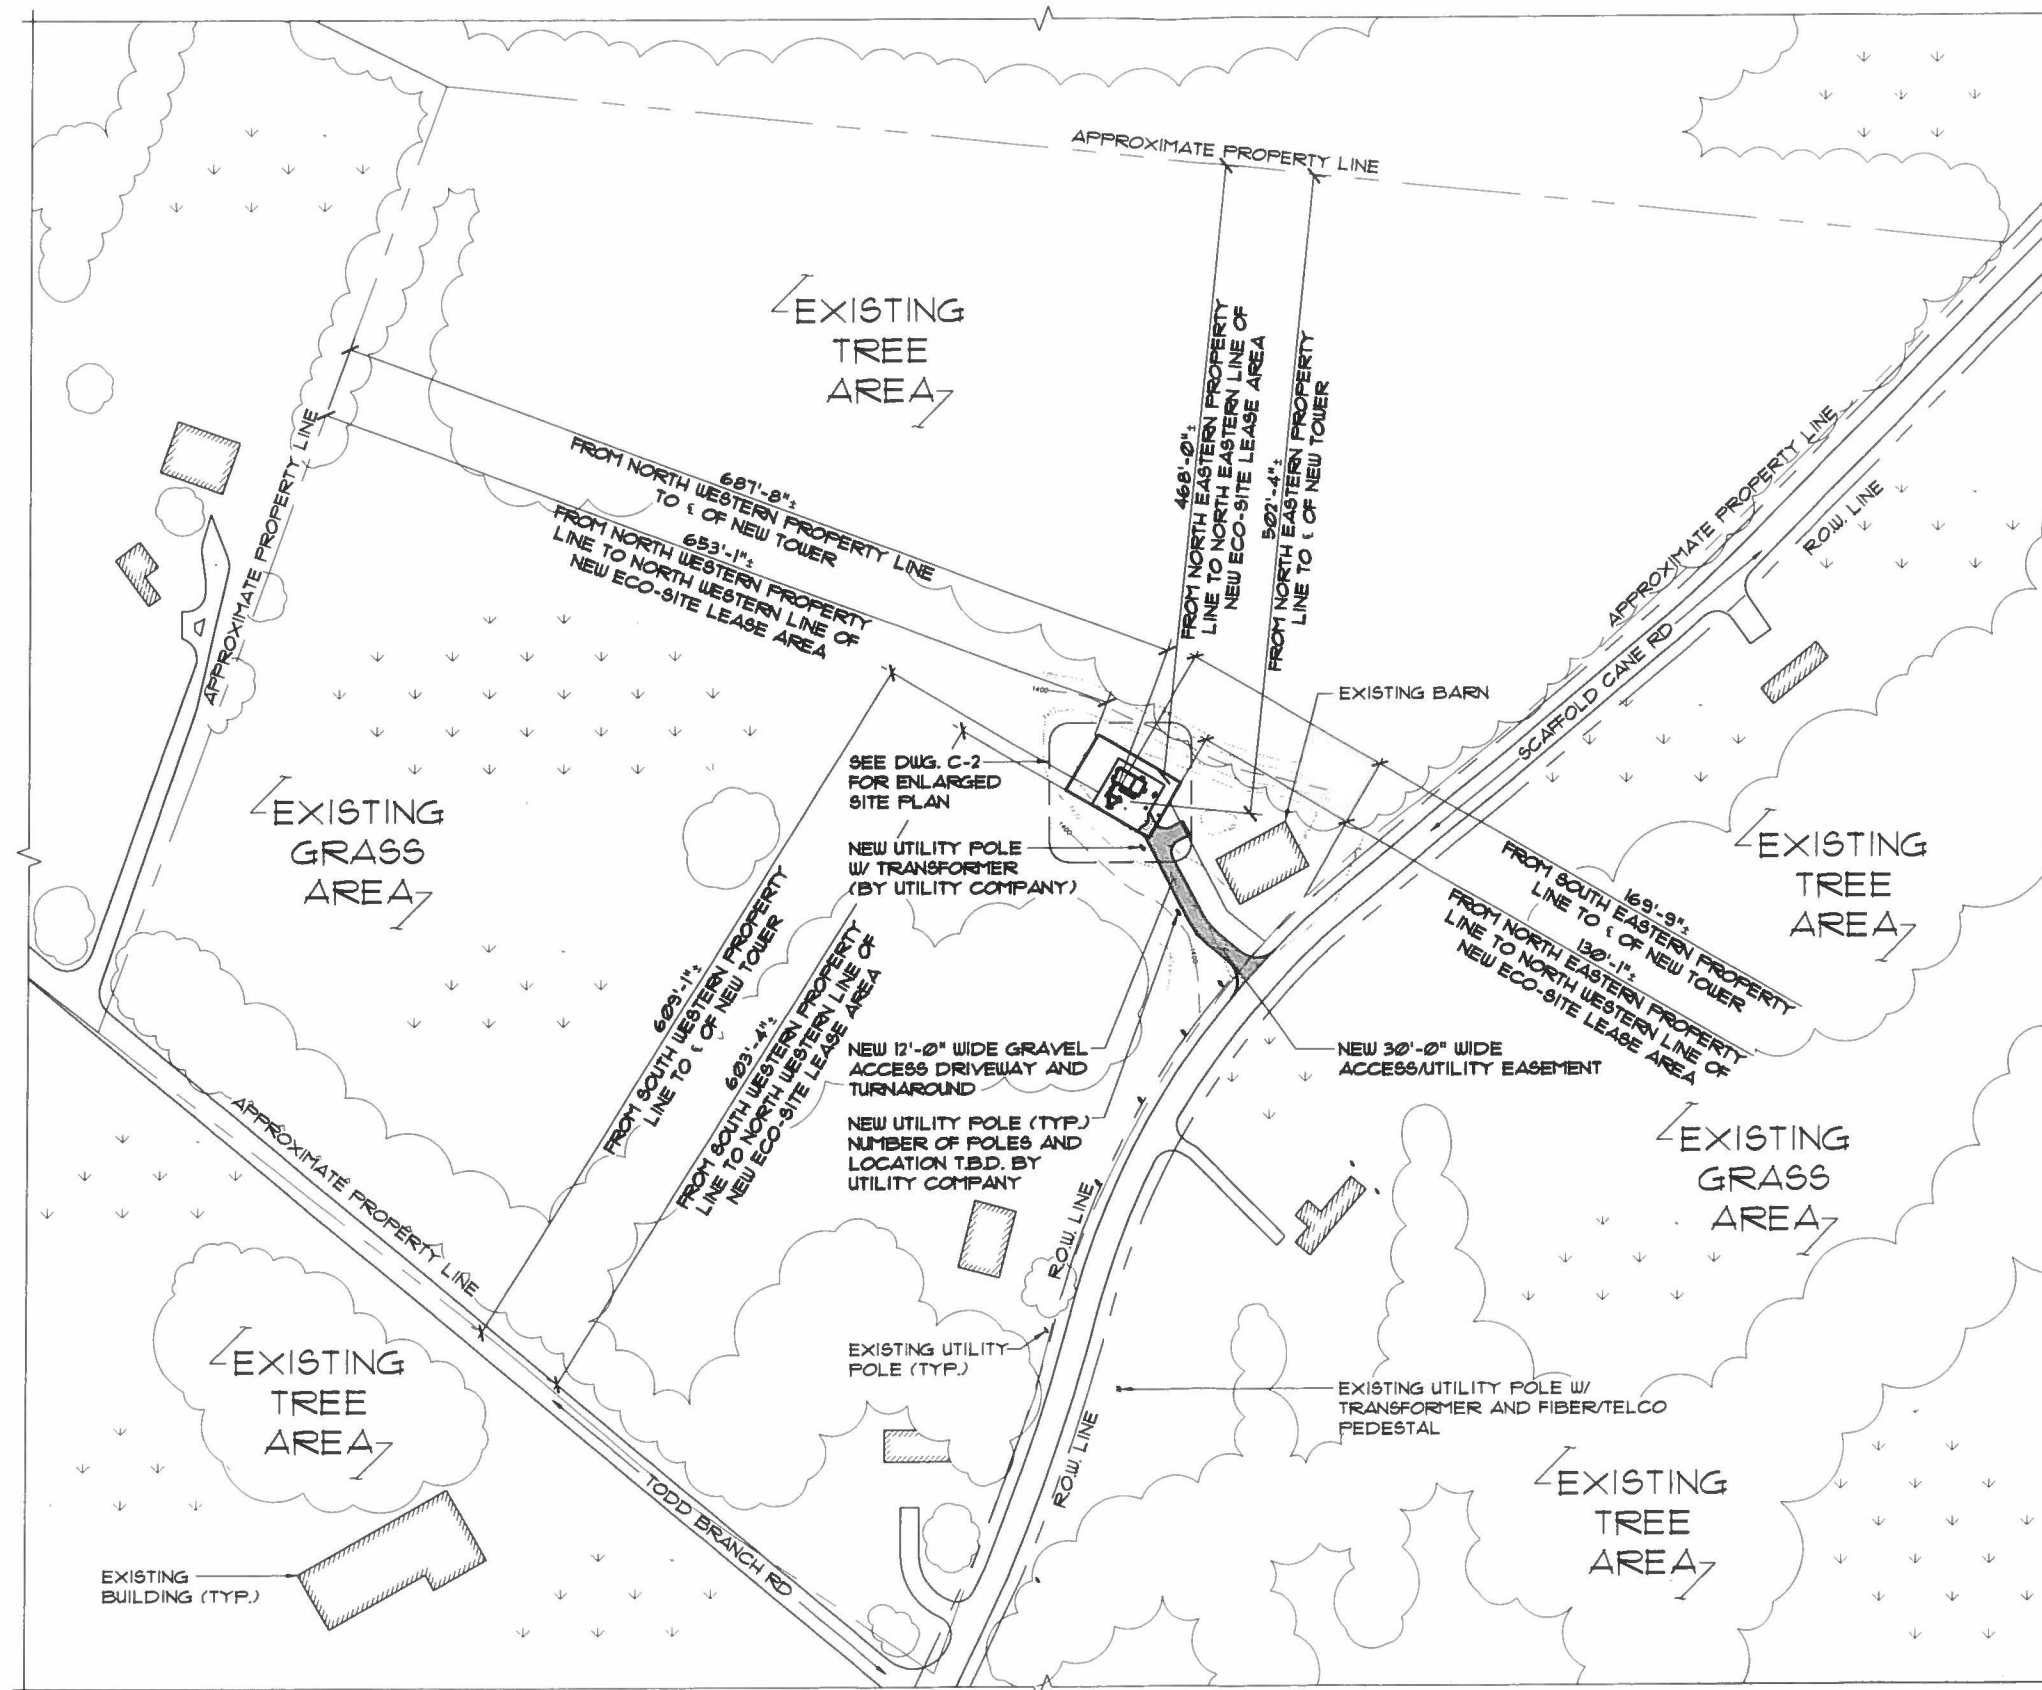 APPROXIMATE PROPERTY LINE
EXISTING
TREE
AREA
687'-8"±
FROM NORTH WESTERN PROPERTY LINE
TO ℄ OF NEW TOWER
653'-1"±
FROM NORTH WESTERN PROPERTY
LINE TO NORTH WESTERN LINE OF
NEW ECO-SITE LEASE AREA
468'-0"±
FROM NORTH EASTERN PROPERTY
LINE TO NORTH EASTERN LINE OF
NEW ECO-SITE LEASE AREA
502'-4"±
FROM NORTH EASTERN PROPERTY
LINE TO ℄ OF NEW TOWER
APPROXIMATE PROPERTY LINE
APPROXIMATE PROPERTY LINE
R.O.W. LINE
SCAFFOLD CANE RD
EXISTING BARN
SEE DWG. C-2
FOR ENLARGED
SITE PLAN
NEW UTILITY POLE
W/ TRANSFORMER
(BY UTILITY COMPANY)
EXISTING
GRASS
AREA
EXISTING
TREE
AREA
169'-9"±
FROM SOUTH EASTERN PROPERTY
LINE TO ℄ OF NEW TOWER
130'-1"±
FROM NORTH EASTERN PROPERTY
LINE TO NORTH WESTERN LINE OF
NEW ECO-SITE LEASE AREA
609'-1"±
FROM SOUTH WESTERN PROPERTY
LINE TO ℄ OF NEW TOWER
603'-4"±
FROM SOUTH WESTERN PROPERTY
LINE TO NORTH WESTERN LINE OF
NEW ECO-SITE LEASE AREA
NEW 12'-0" WIDE GRAVEL
ACCESS DRIVEWAY AND
TURNAROUND
NEW 30'-0" WIDE
ACCESS/UTILITY EASEMENT
NEW UTILITY POLE (TYP.)
NUMBER OF POLES AND
LOCATION T.B.D. BY
UTILITY COMPANY
APPROXIMATE PROPERTY LINE
EXISTING
GRASS
AREA
R.O.W. LINE
EXISTING
TREE
AREA
EXISTING UTILITY
POLE (TYP.)
EXISTING UTILITY POLE W/
TRANSFORMER AND FIBER/TELCO
PEDESTAL
R.O.W. LINE
TODD BRANCH RD
EXISTING
TREE
AREA
EXISTING
BUILDING (TYP.)